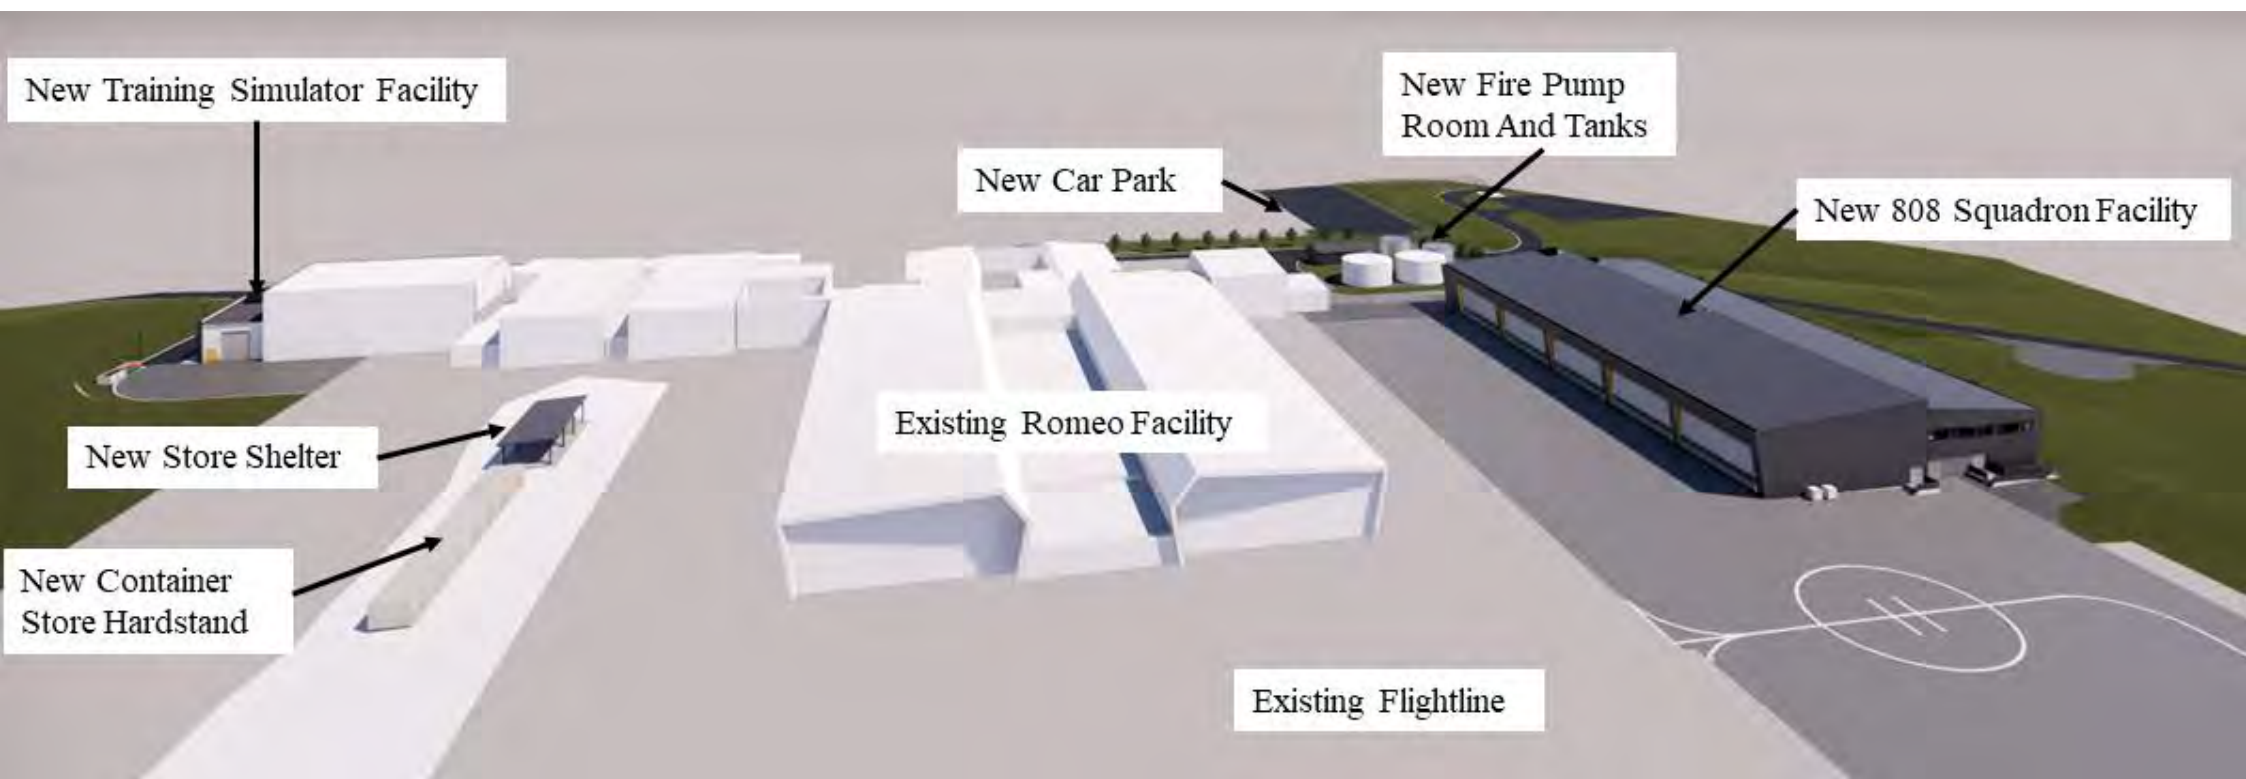 New Training Simulator Facility
New Fire Pump
Room And Tanks
New Car Park
New 808 Squadron Facility
Existing Romeo Facility
New Store Shelter
New Container
Store Hardstand
Existing Flightline